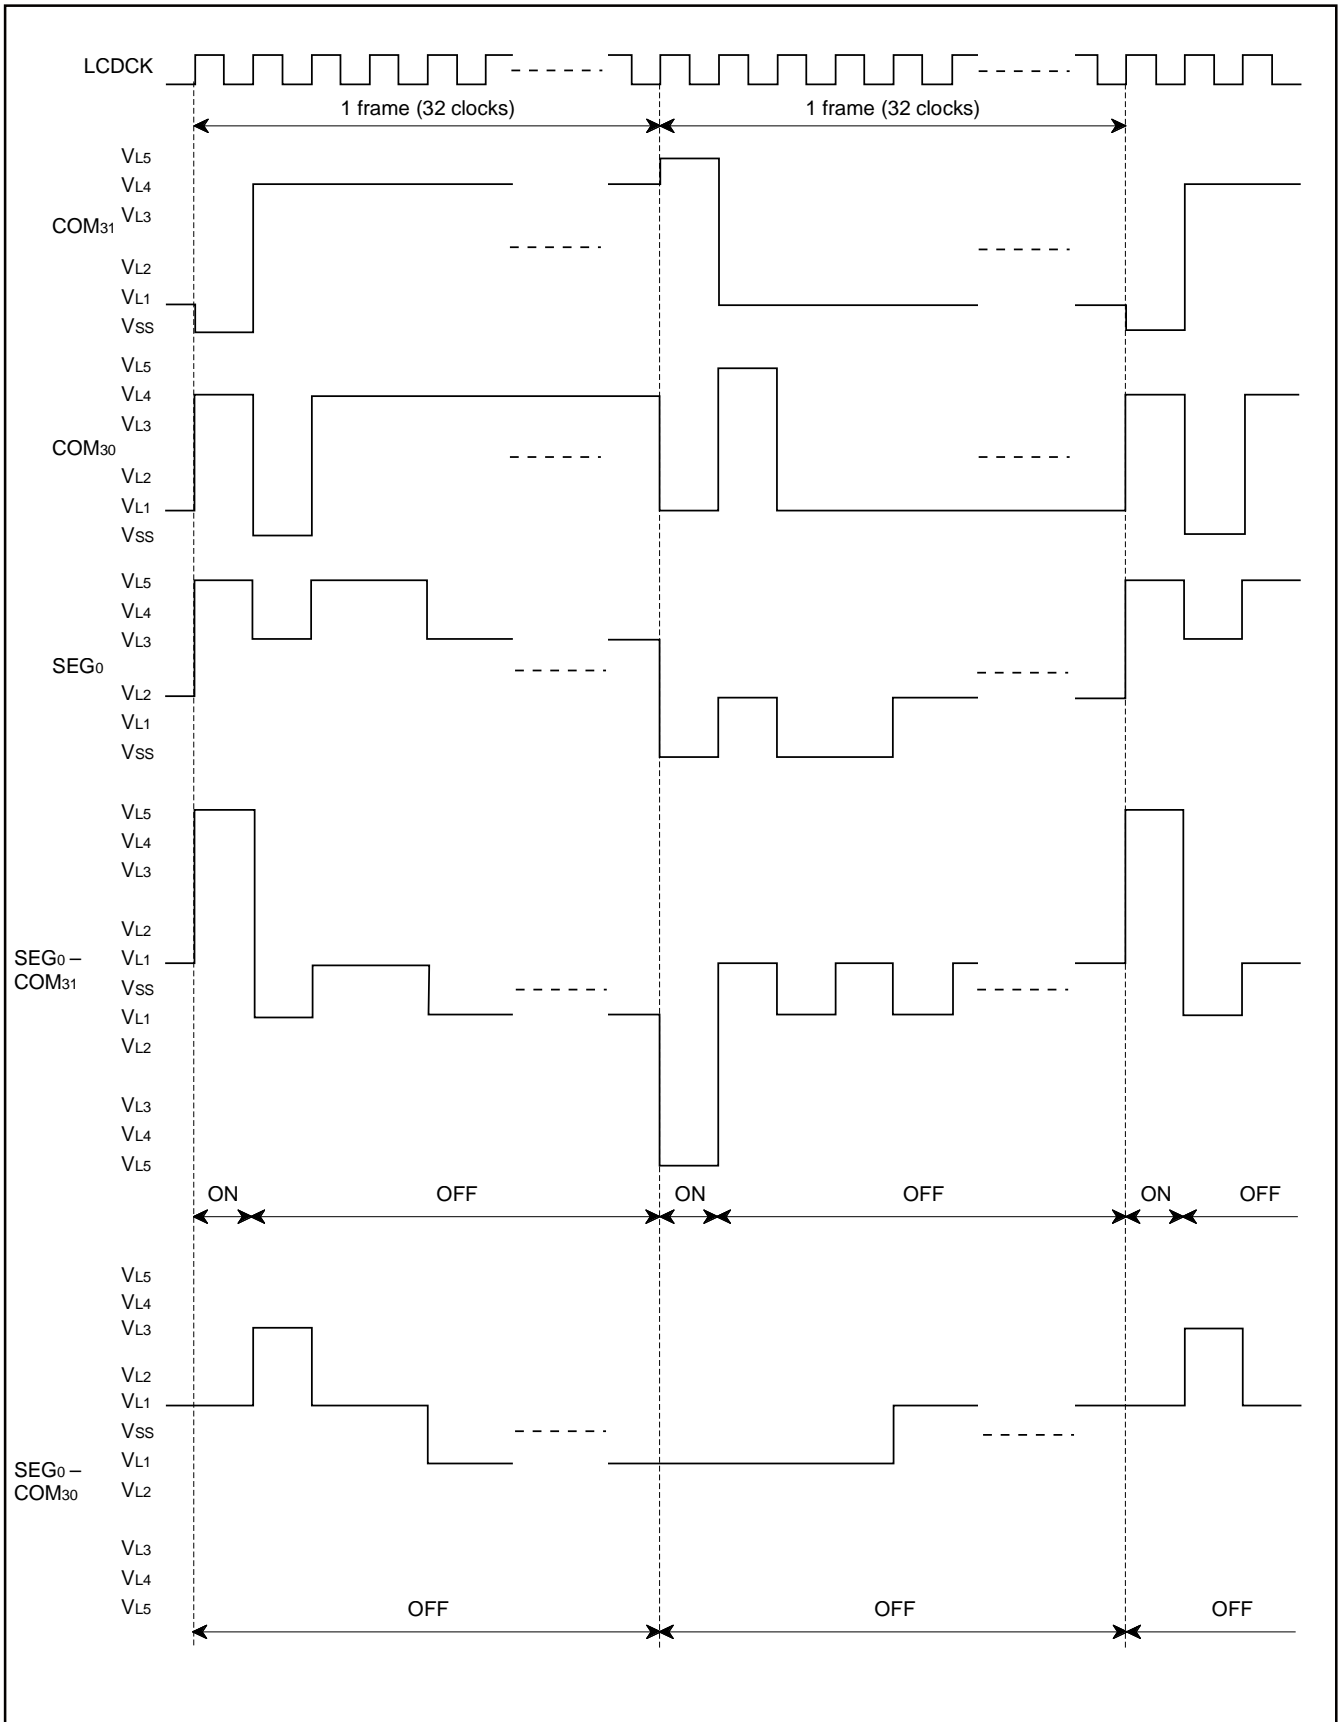 LCDCK
1 frame (32 clocks) 1 frame (32 clocks)
VL5
VL4
VL3
COM31
VL2
VL1
VSS
VL5
VL4
VL3
COM30
VL2
VL1
VSS
VL5
VL4
VL3
SEG0
VL2
VL1
VSS
VL5
VL4
VL3
VL2
SEG0 –
COM31
VL1
VSS
VL1
VL2
VL3
VL4
VL5
ON OFF ON OFF ON OFF
VL5
VL4
VL3
VL2
VL1
VSS
VL1
SEG0 –
COM30
VL2
VL3
VL4
VL5
OFF OFF OFF